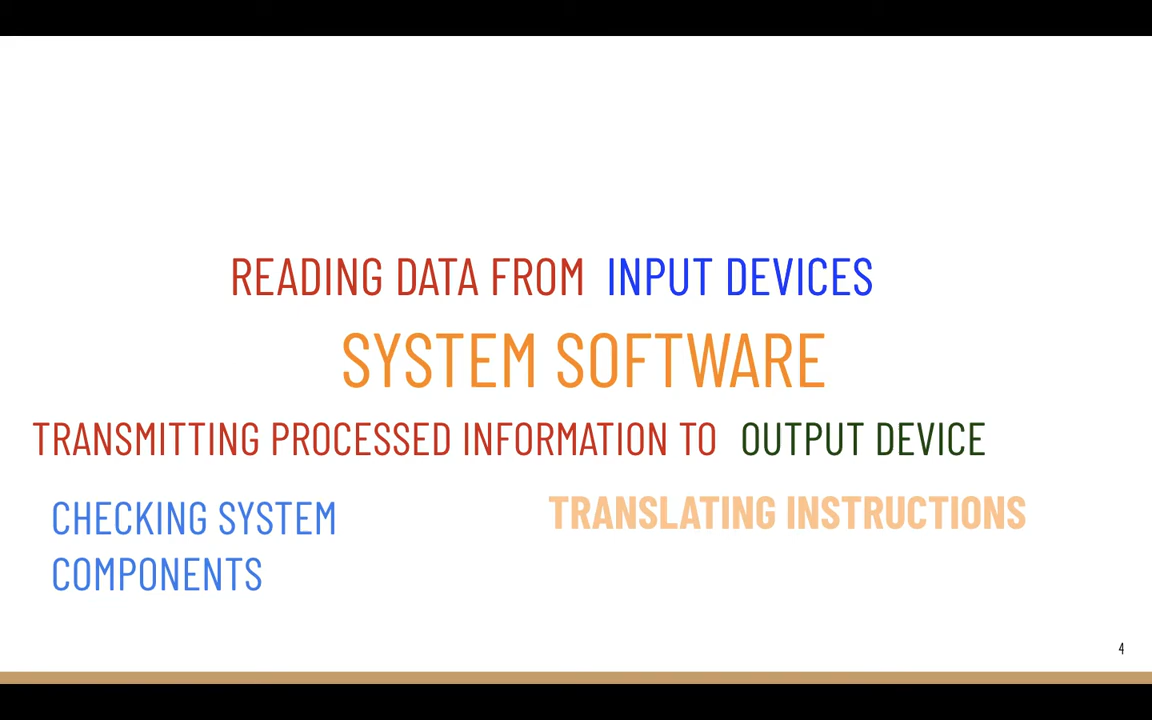 READING DATA FROM INPUT DEVICES
SYSTEM SOFTWARE
TRANSMITTING PROCESSED INFORMATION TO OUTPUT DEVICE
CHECKING SYSTEM
COMPONENTS
TRANSLATING INSTRUCTIONS
4